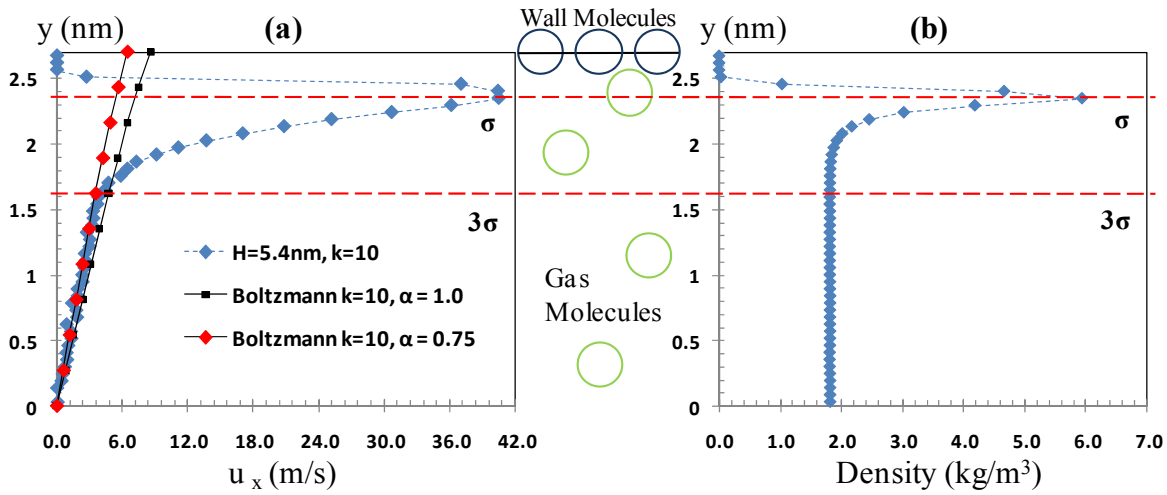 y (nm)
(a)
Wall Molecules
y (nm)
(b)
2.5
2
1.5
1
0.5
0
σ
3σ
H=5.4nm, k=10
Boltzmann k=10, α = 1.0
Boltzmann k=10, α = 0.75
0.0 6.0 12.0 18.0 24.0 30.0 36.0 42.0
u x (m/s)
Gas
Molecules
2.5
2
1.5
1
0.5
0
σ
3σ
0.0 1.0 2.0 3.0 4.0 5.0 6.0 7.0
Density (kg/m³)